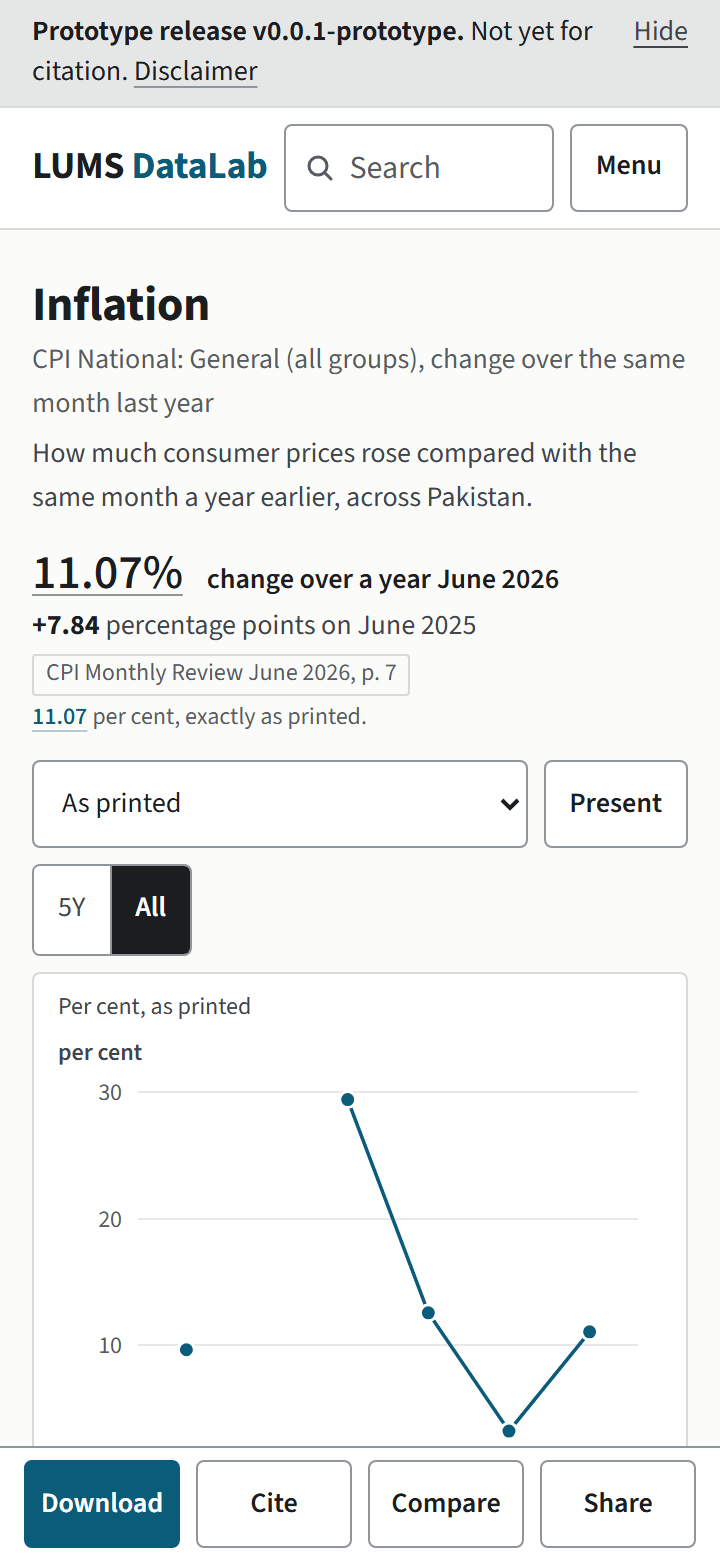 Prototype release v0.0.1-prototype. Not yet for Hide
citation. Disclaimer
LUMS DataLab Search Menu
Inflation
CPI National: General (all groups), change over the same
month last year
How much consumer prices rose compared with the
same month a year earlier, across Pakistan.
11.07% change over a year June 2026
+7.84 percentage points on June 2025
CPI Monthly Review June 2026, p. 7
11.07 per cent, exactly as printed.
As printed Present
5Y All
Per cent, as printed
per cent
30
20
10
Download Cite Compare Share